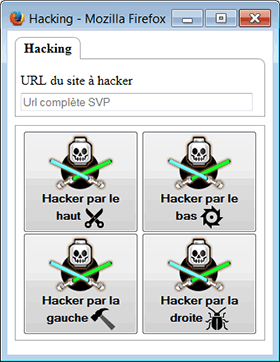 Hacking - Mozilla Firefox
Hacking
URL du site à hacker
Url complète SVP
Hacker par le
haut
Hacker par le
bas
Hacker par la
gauche
Hacker par la
droite